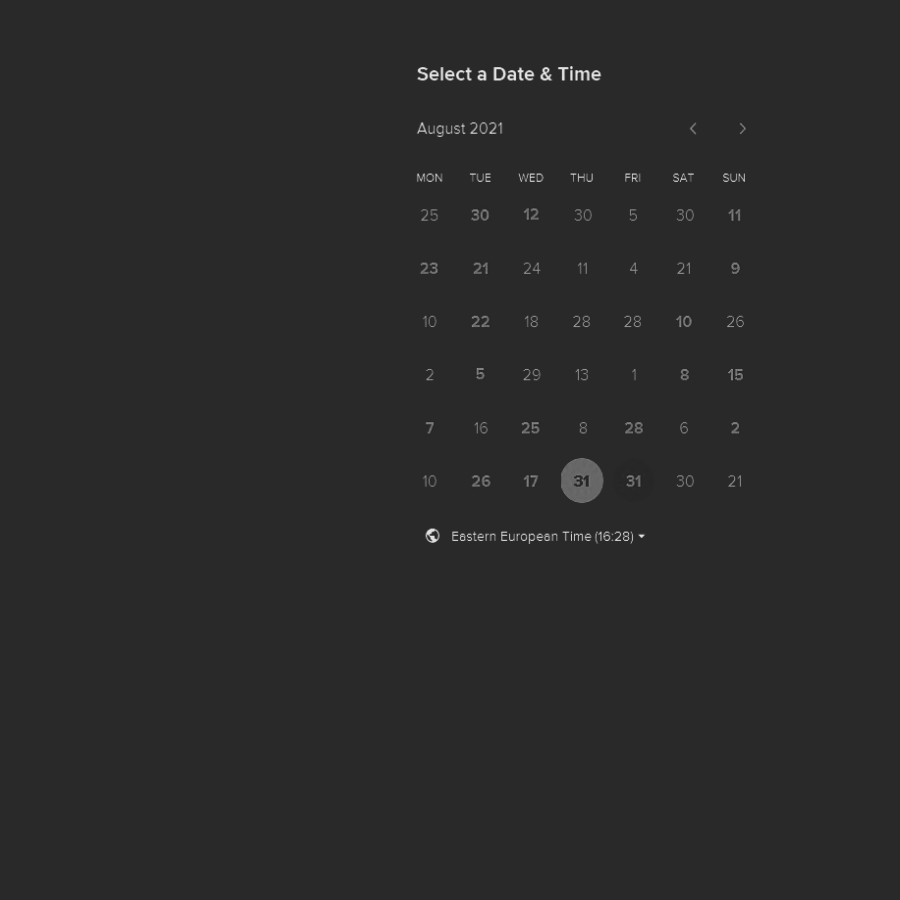 Select a Date & Time
August 2021
MON TUE WED THU FRI SAT SUN
25 30 12 30 5 30 11
23 21 24 11 4 21 9
10 22 18 28 28 10 26
2 5 29 13 1 8 15
7 16 25 8 28 6 2
10 26 17 31 31 30 21
Eastern European Time (16:28)